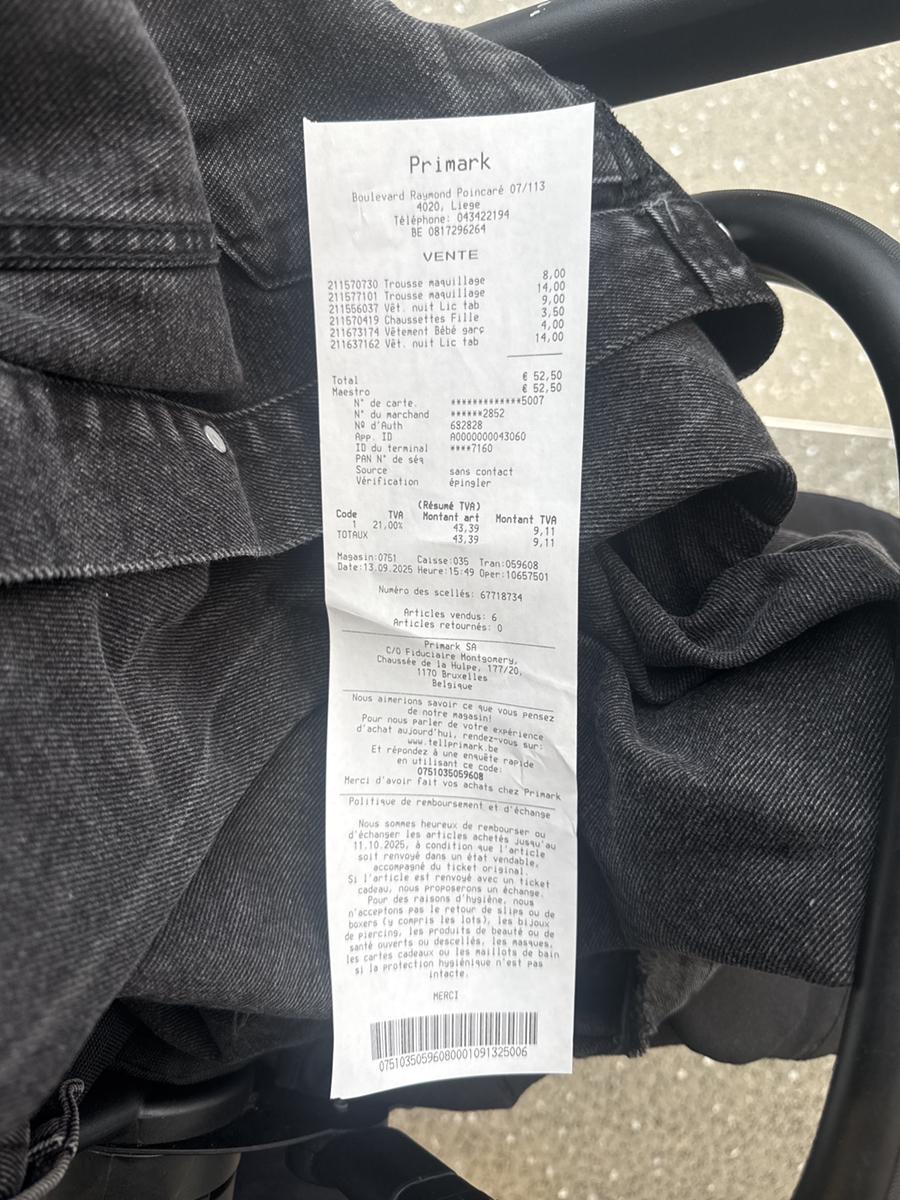 Primark
Boulevard Raymond Poincaré 07/113
4020, Liege
Téléphone: 043422194
BE 0817296264
VENTE
211570730 Trousse maquillage 8,00
211577101 Trousse maquillage 14,00
211556037 Vêt. nuit Lic tab 9,00
211570419 Chaussettes Fille 3,50
211673174 Vêtement Bébé garç 4,00
211637162 Vêt. nuit Lic tab 14,00
Total € 52,50
Maestro € 52,50
N° de carte. *************5007
N° du marchand ******2852
Nº d'Auth 682828
App. ID A0000000043060
ID du terminal ****7160
PAN N° de séq
Source sans contact
Vérification épingler
(Résumé TVA)
Code TVA Montant art Montant TVA
1 21,00% 43,39 9,11
TOTAUX 43,39 9,11
Magasin:0751 Caisse:035 Tran:059608
Date:13.09.2025 Heure:15:49 Oper:10657501
Numéro des scellés: 67718734
Articles vendus: 6
Articles retournés: 0
Primark SA
C/O Fiduciaire Montgomery,
Chaussée de la Hulpe, 177/20,
1170 Bruxelles
Belgique
Nous aimerions savoir ce que vous pensez
de notre magasin!
Pour nous parler de votre expérience
d'achat aujourd'hui, rendez-vous sur:
www.tellprimark.be
Et répondez à une enquête rapide
en utilisant ce code:
0751035059608
Merci d'avoir fait vos achats chez Primark
Politique de remboursement et d'échange
Nous sommes heureux de rembourser ou
d'échanger les articles achetés jusqu'au
11.10.2025, à condition que l'article
soit renvoyé dans un état vendable,
accompagné du ticket original.
Si l'article est renvoyé avec un ticket
cadeau, nous proposerons un échange.
Pour des raisons d'hygiène, nous
n'acceptons pas le retour de slips ou de
boxers (y compris les lots), les bijoux
de piercing, les produits de beauté ou de
santé ouverts ou descellés, les masques,
les cartes cadeaux ou les maillots de bain
si la protection hygiénique n'est pas
intacte.
MERCI
07510350596080001091325006